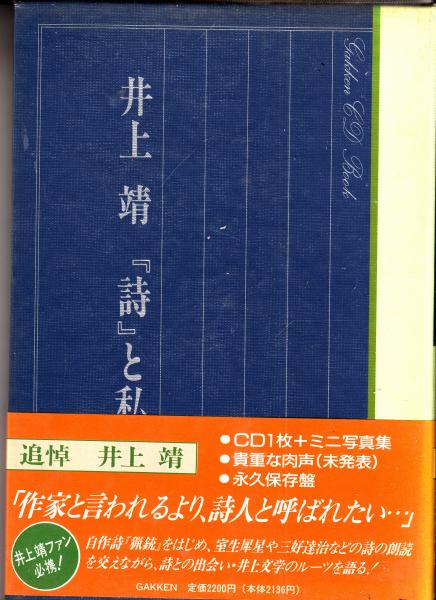 Gakken CD Book
井上 靖 『詩』と私
追悼 井上 靖
●CD1枚+ミニ写真集
●貴重な肉声(未発表)
●永久保存盤
「作家と言われるより、詩人と呼ばれたい…」
井上靖ファン
必携!
自作詩「猟銃」をはじめ、室生犀星や三好達治などの詩の朗読
を交えながら、詩との出会い・井上文学のルーツを語る!
GAKKEN 定価2200円(本体2136円)